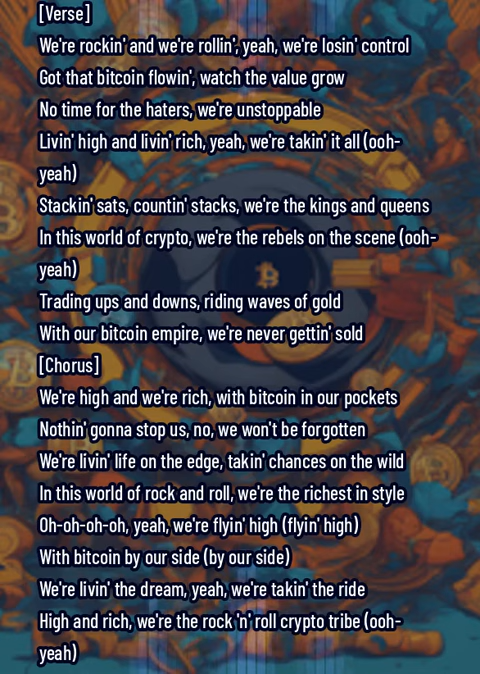 [Verse]
We're rockin' and we're rollin', yeah, we're losin' control
Got that bitcoin flowin', watch the value grow
No time for the haters, we're unstoppable
Livin' high and livin' rich, yeah, we're takin' it all (ooh-
yeah)
Stackin' sats, countin' stacks, we're the kings and queens
In this world of crypto, we're the rebels on the scene (ooh-
yeah)
Trading ups and downs, riding waves of gold
With our bitcoin empire, we're never gettin' sold
[Chorus]
We're high and we're rich, with bitcoin in our pockets
Nothin' gonna stop us, no, we won't be forgotten
We're livin' life on the edge, takin' chances on the wild
In this world of rock and roll, we're the richest in style
Oh-oh-oh-oh, yeah, we're flyin' high (flyin' high)
With bitcoin by our side (by our side)
We're livin' the dream, yeah, we're takin' the ride
High and rich, we're the rock 'n' roll crypto tribe (ooh-
yeah)